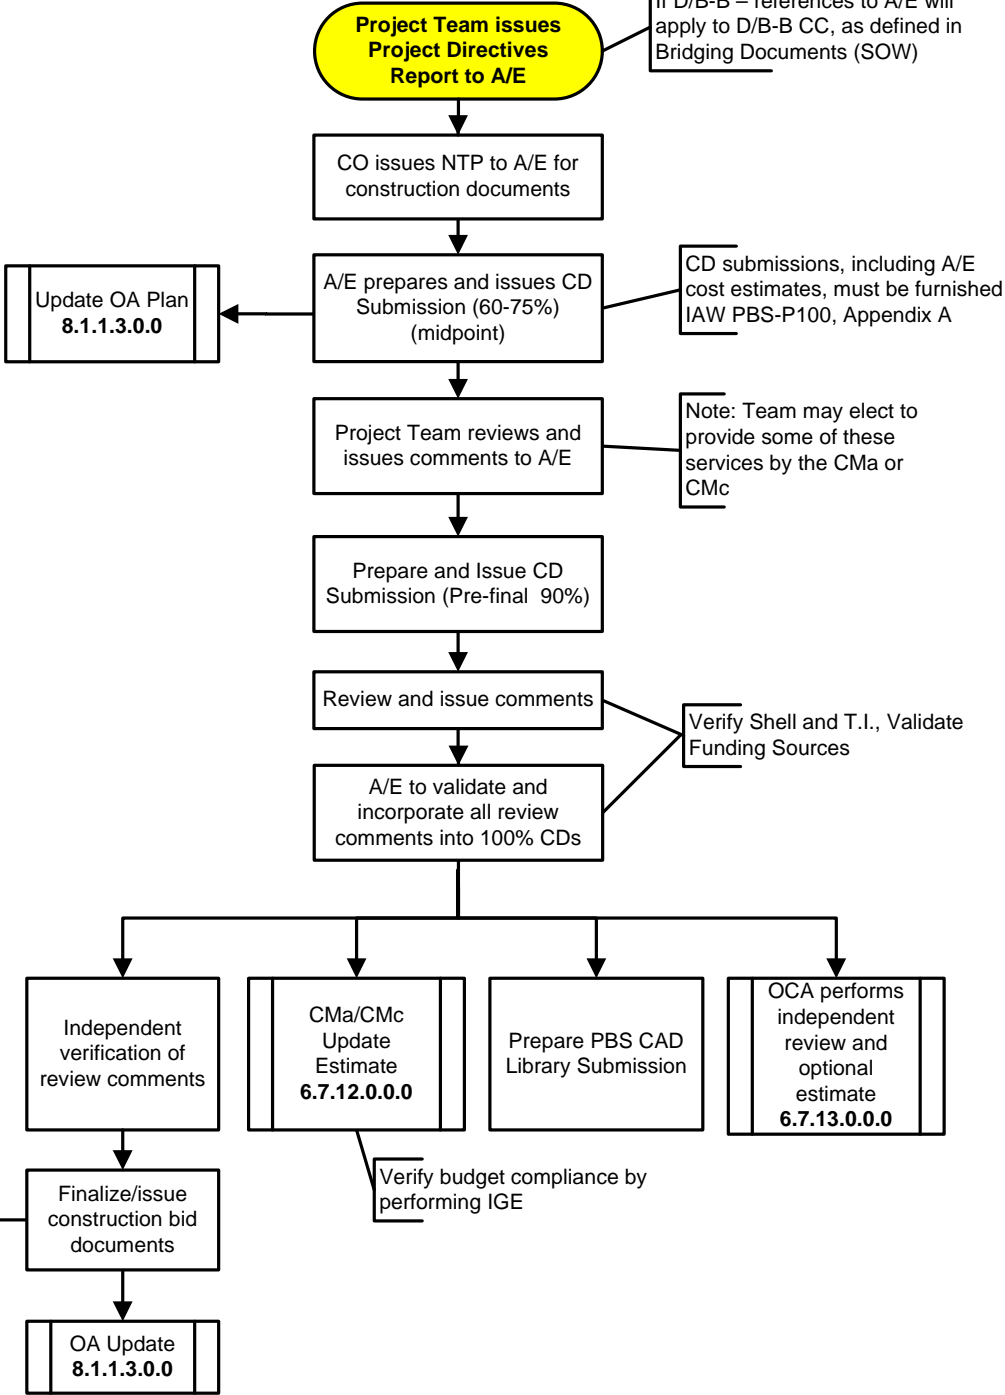 Project Team issues
Project Directives
Report to A/E
If D/B-B – references to A/E will
apply to D/B-B CC, as defined in
Bridging Documents (SOW)
CO issues NTP to A/E for
construction documents
A/E prepares and issues CD
Submission (60-75%)
(midpoint)
Update OA Plan
8.1.1.3.0.0
CD submissions, including A/E
cost estimates, must be furnished
IAW PBS-P100, Appendix A
Project Team reviews and
issues comments to A/E
Note: Team may elect to
provide some of these
services by the CMa or
CMc
Prepare and Issue CD
Submission (Pre-final 90%)
Review and issue comments
Verify Shell and T.I., Validate
Funding Sources
A/E to validate and
incorporate all review
comments into 100% CDs
Independent
verification of
review comments
CMa/CMc
Update
Estimate
6.7.12.0.0.0
Prepare PBS CAD
Library Submission
OCA performs
independent
review and
optional
estimate
6.7.13.0.0.0
Verify budget compliance by
performing IGE
Finalize/issue
construction bid
documents
OA Update
8.1.1.3.0.0